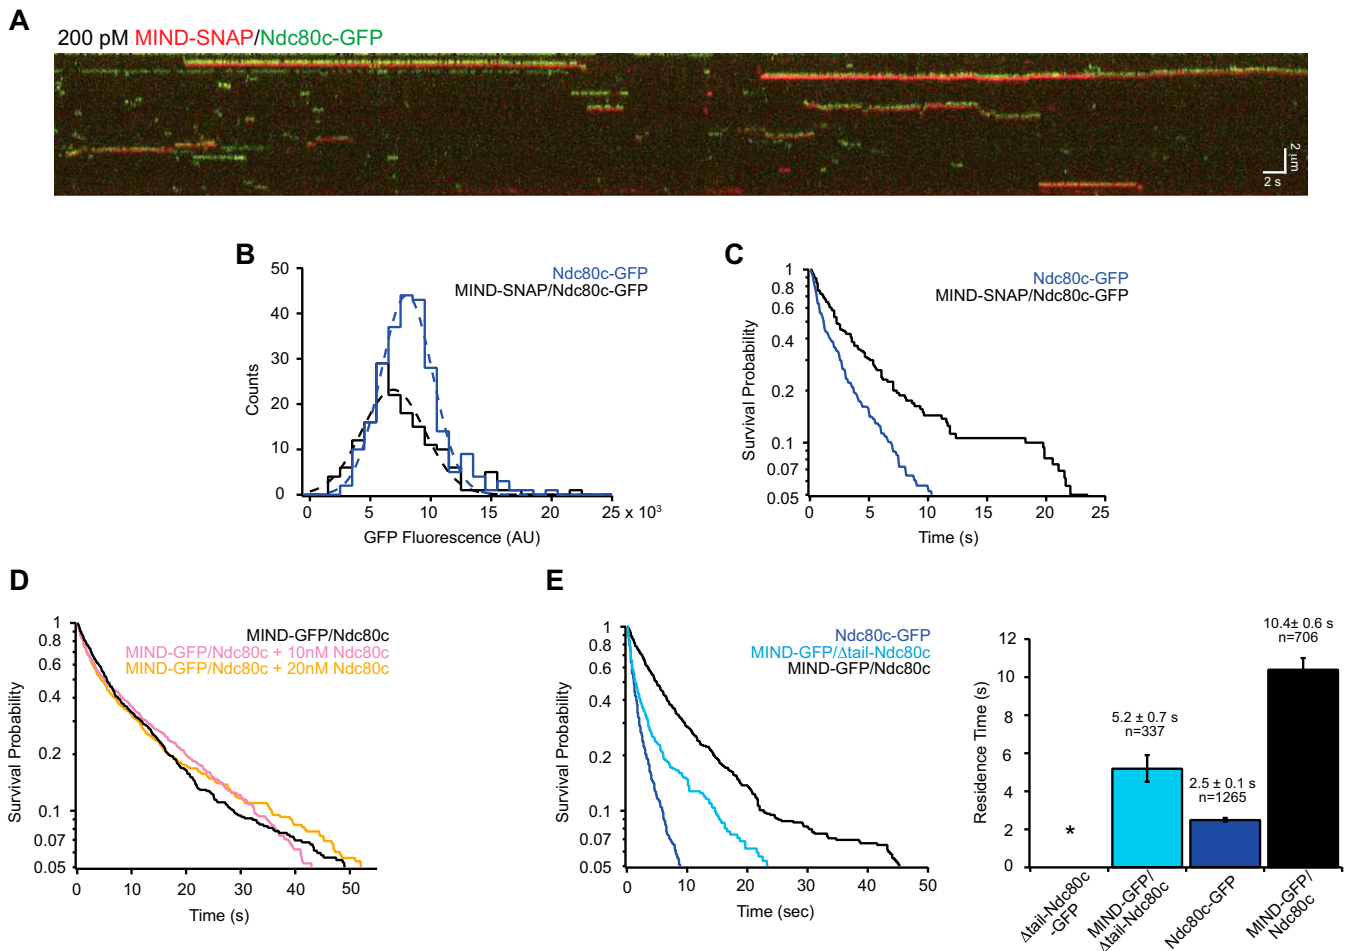 A
200 pM MIND-SNAP/Ndc80c-GFP
2 µm
2 s
B
50
40
30
20
10
0
Counts
0 5 10 15 20 25 x 10³
GFP Fluorescence (AU)
Ndc80c-GFP
MIND-SNAP/Ndc80c-GFP
C
1
0.8
0.6
0.4
0.2
0.1
0.07
0.05
Survival Probability
0 5 10 15 20 25
Time (s)
Ndc80c-GFP
MIND-SNAP/Ndc80c-GFP
D
1
0.8
0.6
0.4
0.2
0.1
0.07
0.05
Survival Probability
0 10 20 30 40 50
Time (s)
MIND-GFP/Ndc80c
MIND-GFP/Ndc80c + 10nM Ndc80c
MIND-GFP/Ndc80c + 20nM Ndc80c
E
1
0.8
0.6
0.4
0.2
0.1
0.07
0.05
Survival Probability
0 10 20 30 40 50
Time (sec)
Ndc80c-GFP
MIND-GFP/Δtail-Ndc80c
MIND-GFP/Ndc80c
12
10
8
6
4
2
0
Residence Time (s)
*
5.2 ± 0.7 s
n=337
2.5 ± 0.1 s
n=1265
10.4± 0.6 s
n=706
Δtail-Ndc80c
-GFP
MIND-GFP/
Δtail-Ndc80c
Ndc80c-GFP
MIND-GFP/
Ndc80c